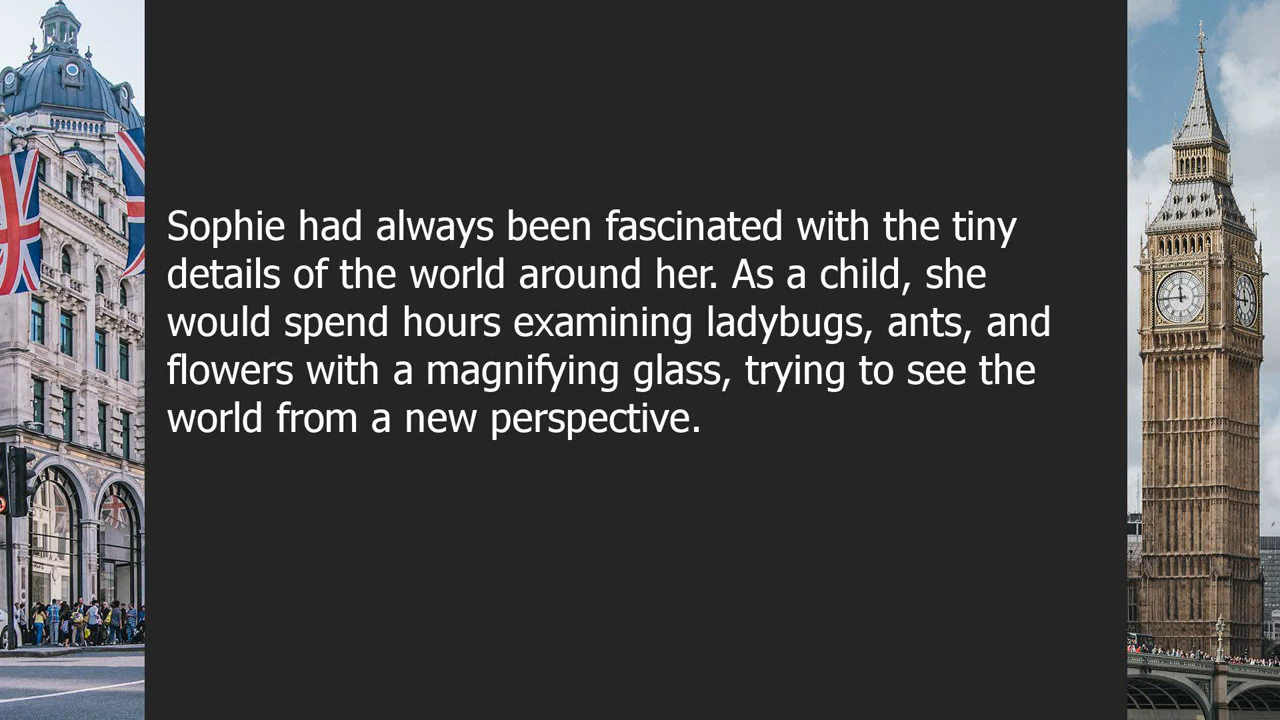 Sophie had always been fascinated with the tiny
details of the world around her. As a child, she
would spend hours examining ladybugs, ants, and
flowers with a magnifying glass, trying to see the
world from a new perspective.